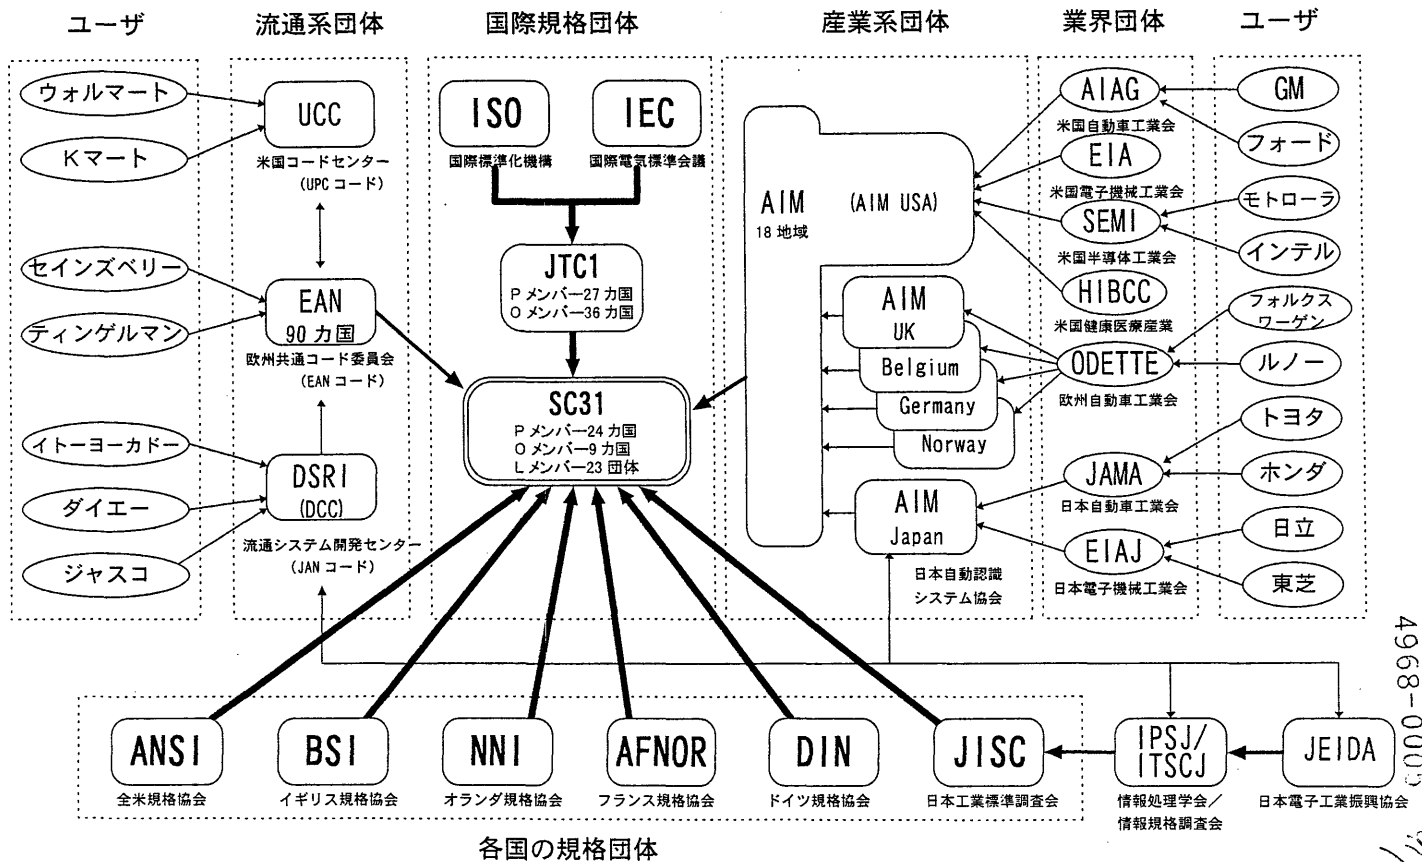 ユーザ
流通系団体
国際規格団体
産業系団体
業界団体
ユーザ
ウォルマート
Kマート
セインズベリー
ティンゲルマン
イトーヨーカドー
ダイエー
ジャスコ
UCC
米国コードセンター
(UPC コード)
EAN
90 カ国
欧州共通コード委員会
(EAN コード)
DSRI
(DCC)
流通システム開発センター
(JAN コード)
ISO
国際標準化機構
IEC
国際電気標準会議
JTC1
P メンバー27 カ国
O メンバー36 カ国
SC31
P メンバー24 カ国
O メンバー9 カ国
L メンバー23 団体
AIM
18 地域
(AIM USA)
AIM
UK
Belgium
Germany
Norway
AIM
Japan
日本自動認識
システム協会
AIAG
米国自動車工業会
EIA
米国電子機械工業会
SEMI
米国半導体工業会
HIBCC
米国健康医療産業
ODETTE
欧州自動車工業会
JAMA
日本自動車工業会
EIAJ
日本電子機械工業会
GM
フォード
モトローラ
インテル
フォルクス
ワーゲン
ルノー
トヨタ
ホンダ
日立
東芝
ANSI
全米規格協会
BSI
イギリス規格協会
NNI
オランダ規格協会
AFNOR
フランス規格協会
DIN
ドイツ規格協会
JISC
日本工業標準調査会
IPSJ/
ITSCJ
情報処理学会/
情報規格調査会
JEIDA
日本電子工業振興協会
各国の規格団体